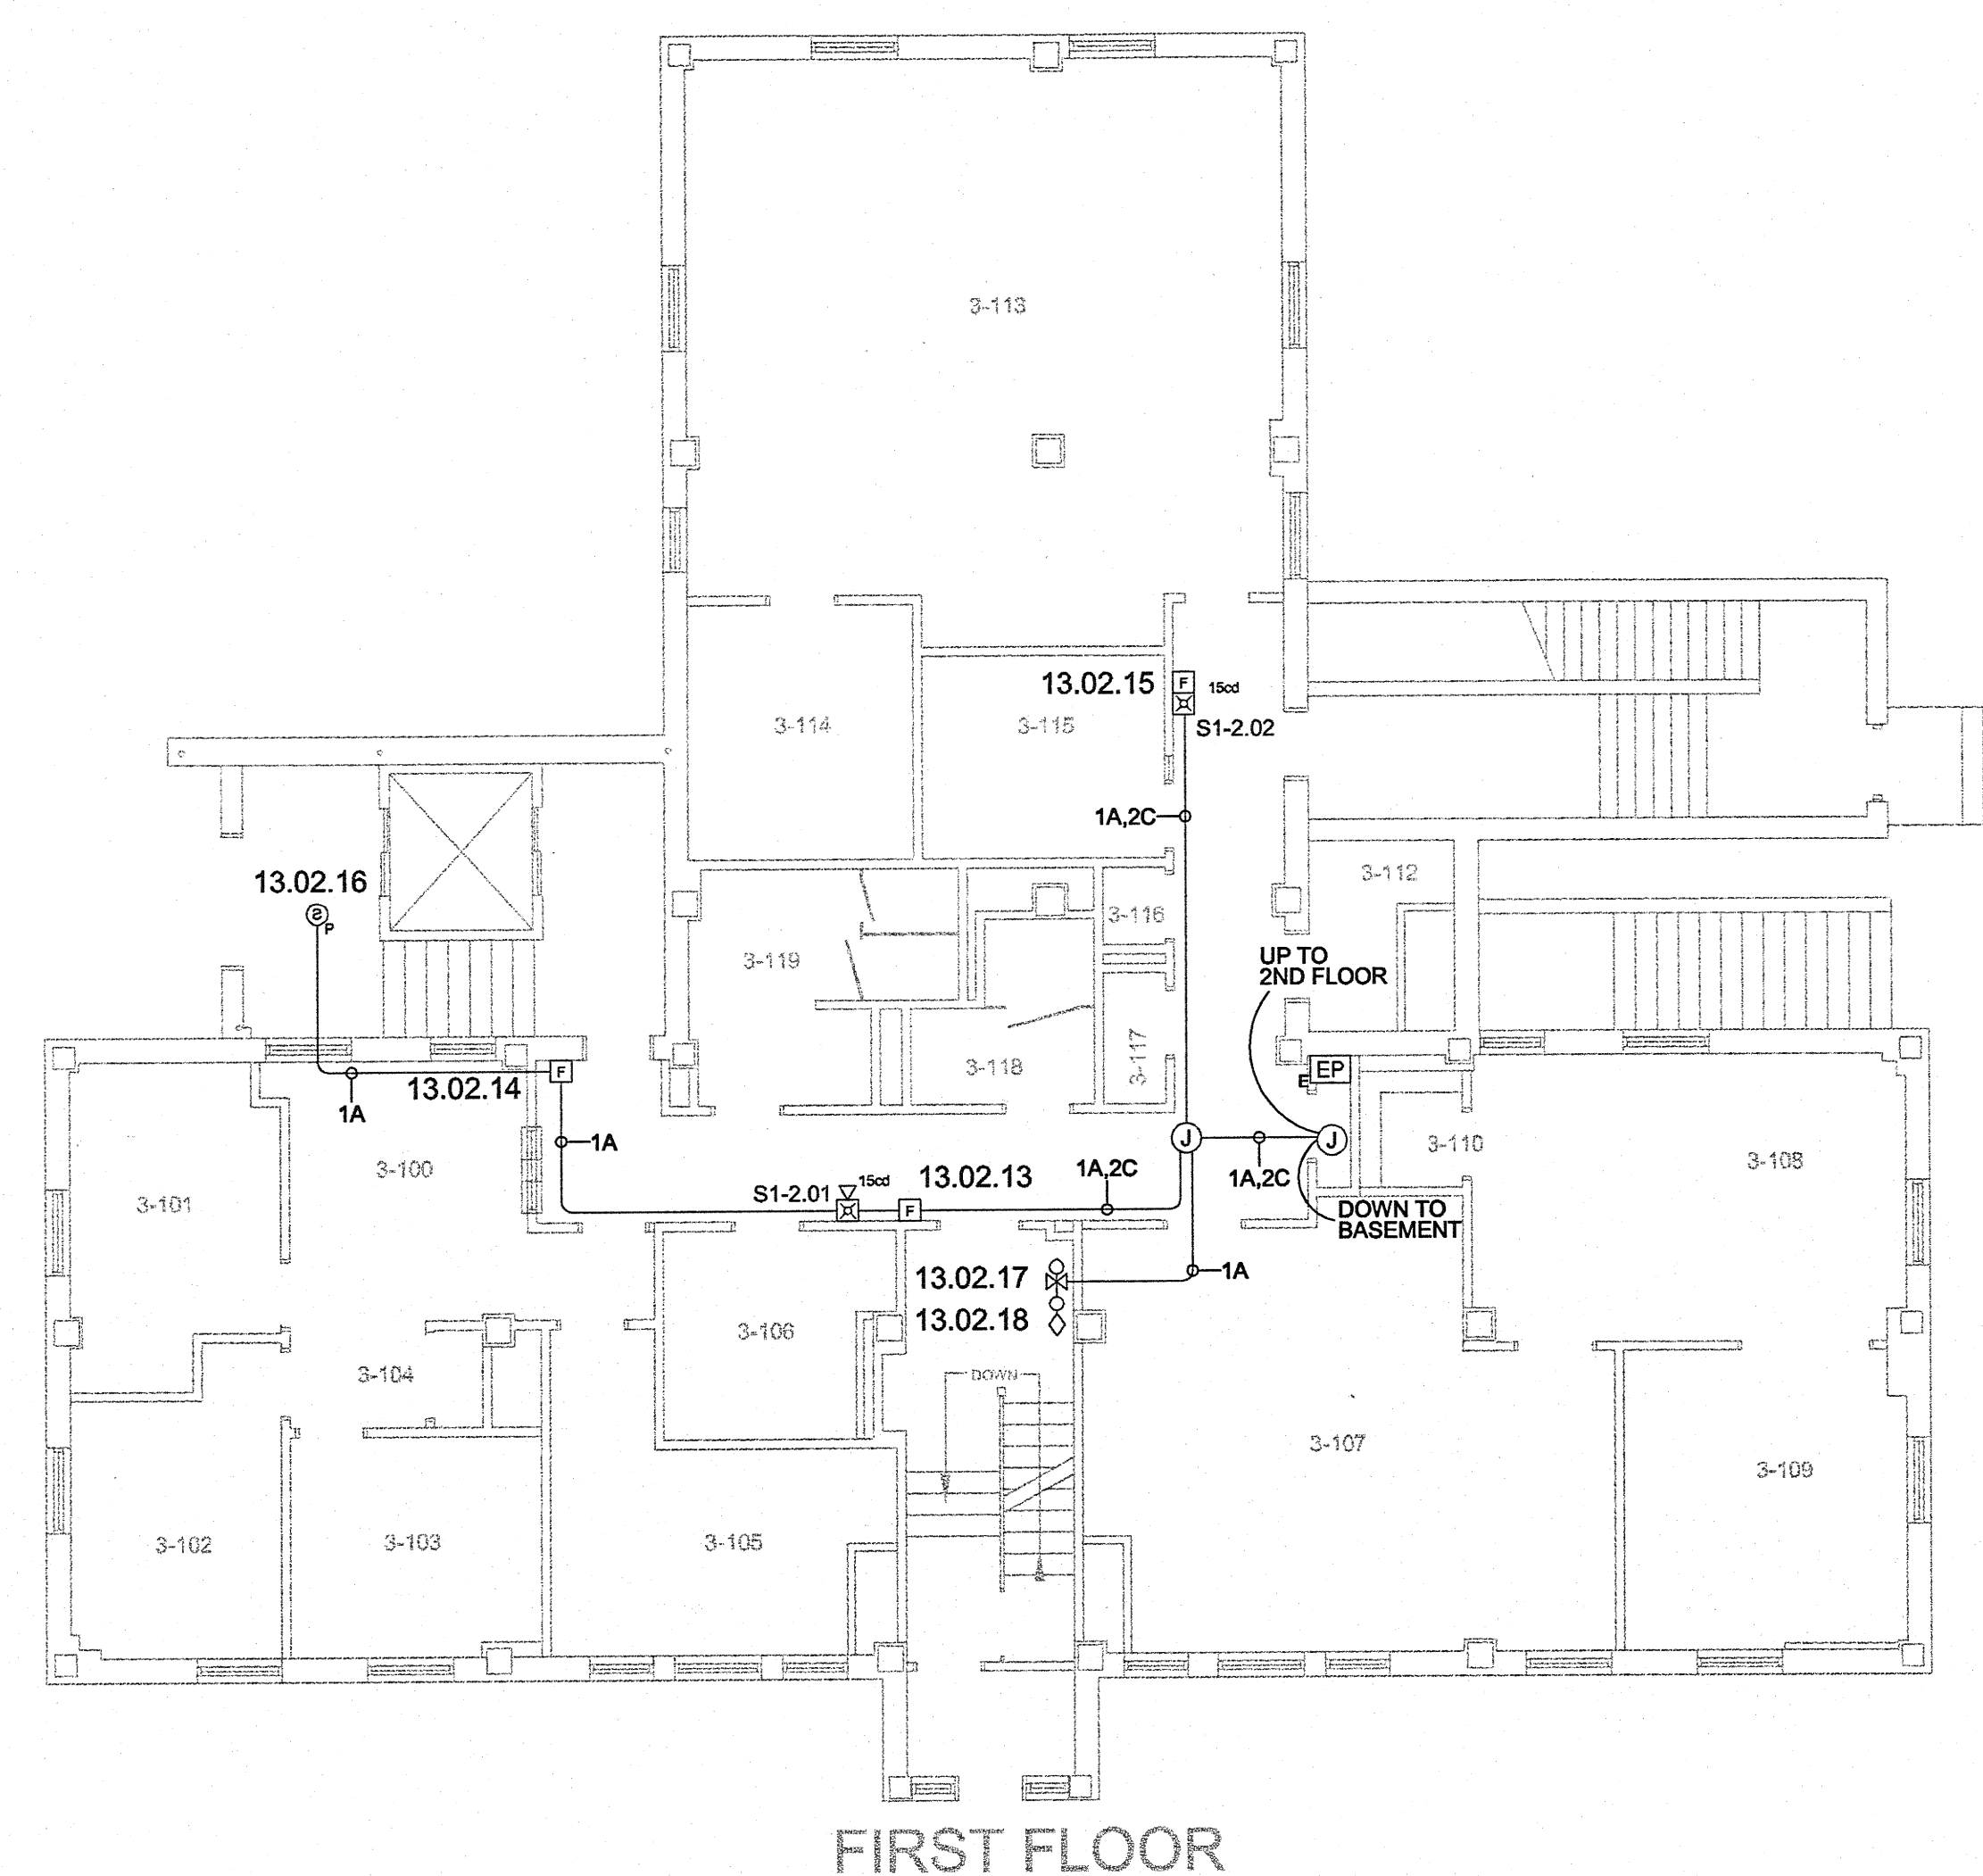 3-113
13.02.15
F
15cd
S1-2.02
3-114
3-115
1A,2C
3-112
13.02.16
S
P
3-116
3-119
UP TO
2ND FLOOR
3-117
3-118
EP
E
F
13.02.14
1A
1A
3-100
J
J
3-110
3-108
3-101
S1-2.01
15cd
F
13.02.13
1A,2C
1A,2C
DOWN TO
BASEMENT
13.02.17
1A
13.02.18
3-106
3-104
DOWN
3-107
3-109
3-102
3-103
3-105
FIRST FLOOR